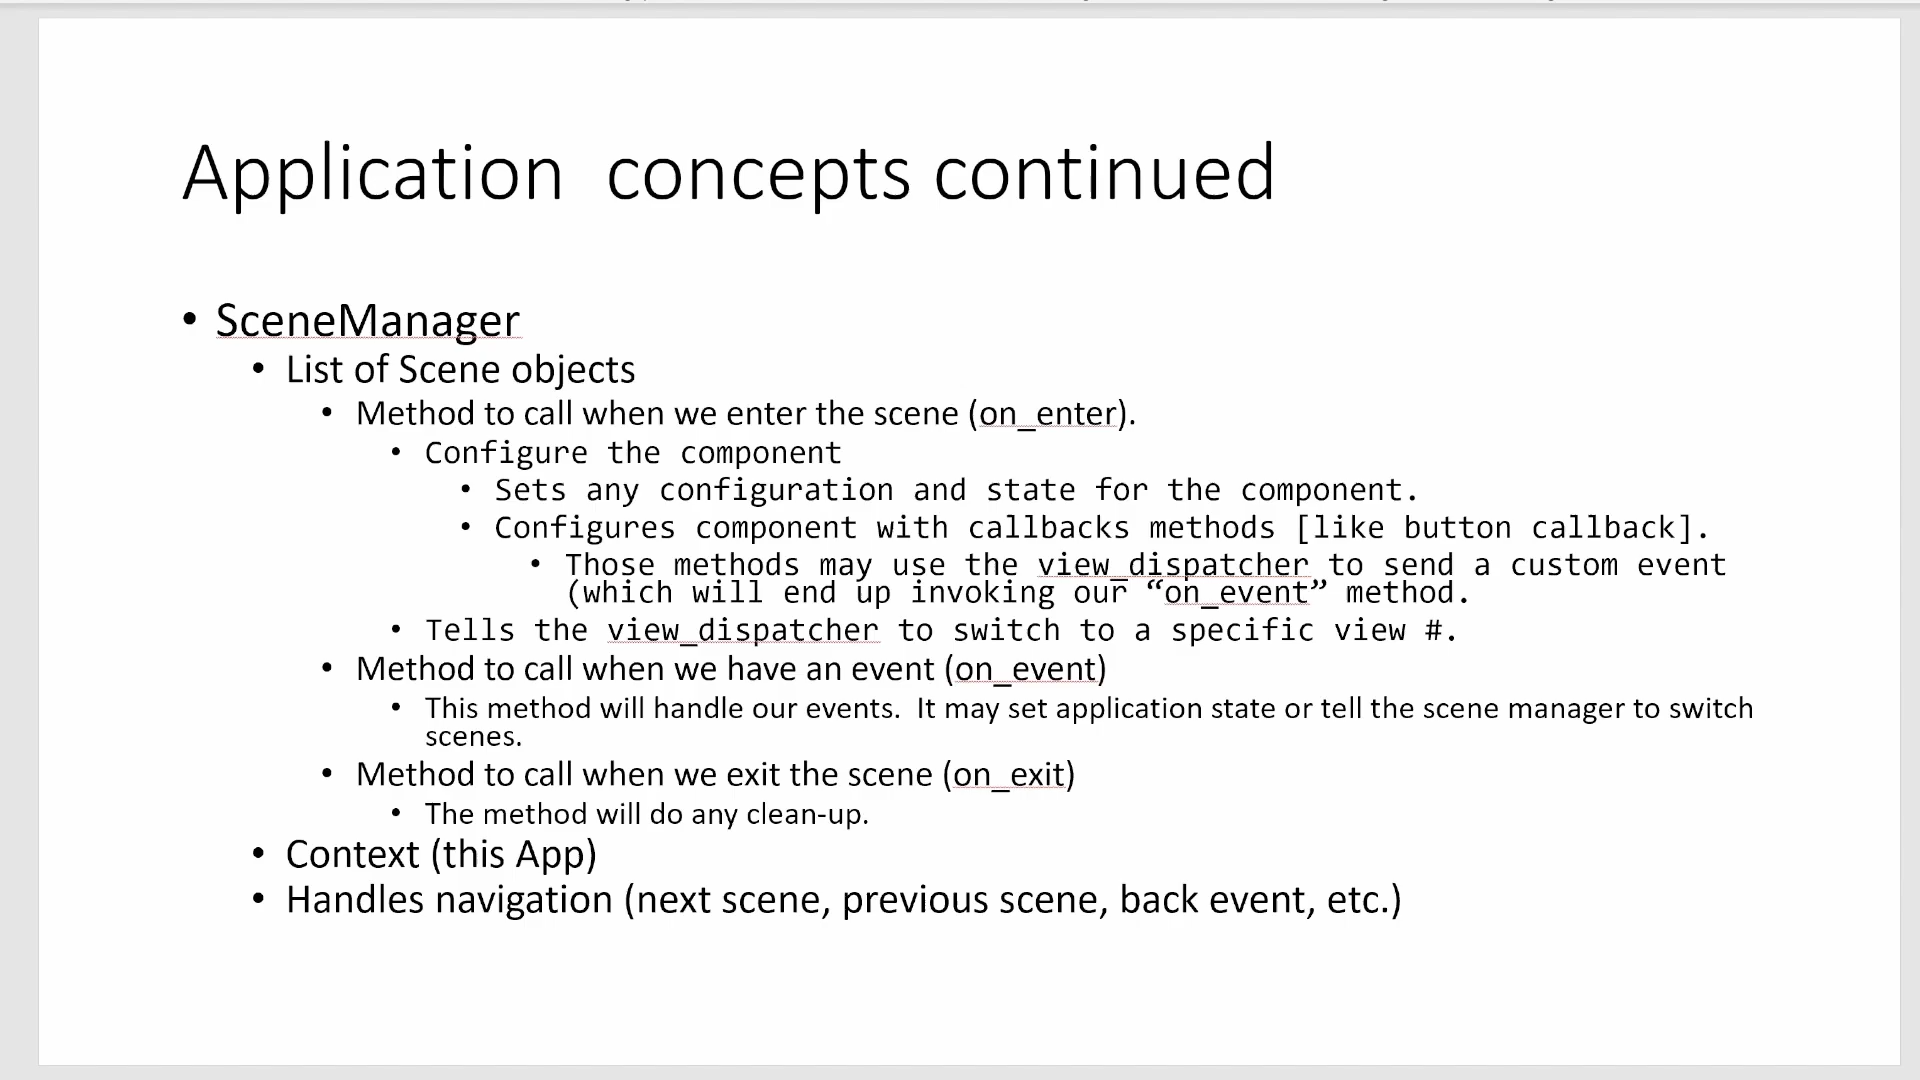 Application  concepts continued
• SceneManager
• List of Scene objects
• Method to call when we enter the scene (on_enter).
• Configure the component
• Sets any configuration and state for the component.
• Configures component with callbacks methods [like button callback].
• Those methods may use the view_dispatcher to send a custom event
(which will end up invoking our “on_event” method.
• Tells the view_dispatcher to switch to a specific view #.
• Method to call when we have an event (on_event)
• This method will handle our events.  It may set application state or tell the scene manager to switch
scenes.
• Method to call when we exit the scene (on_exit)
• The method will do any clean-up.
• Context (this App)
• Handles navigation (next scene, previous scene, back event, etc.)